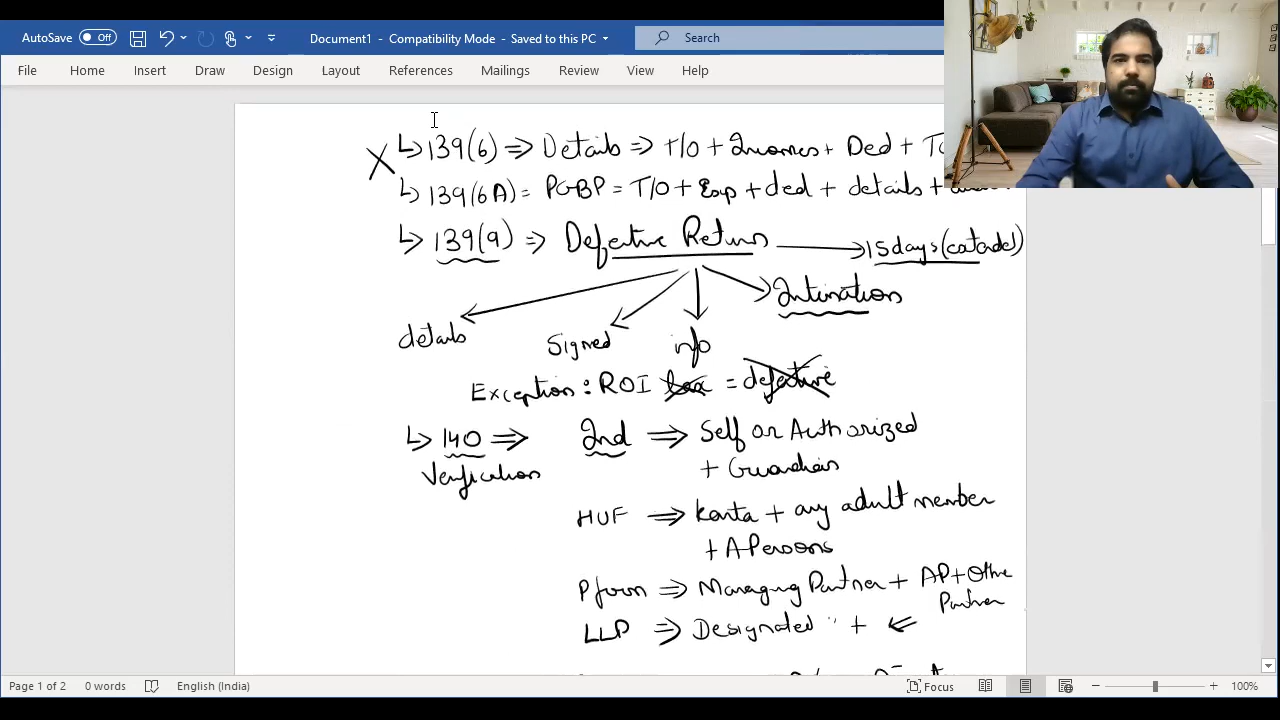 AutoSave Off Document1 - Compatibility Mode - Saved to this PC Search
File Home Insert Draw Design Layout References Mailings Review View Help
X ↳ 139(6) ⇒ Details ⇒ T/O + Incomes + Ded +
↳ 139(6A) = PGBP = T/O + Exp + ded + details +
↳ 139(9) ⇒ Defective Return → 15 days
Intimations
details Signed info
Exception : ROI = defective
↳ 140 ⇒ Ind ⇒ Self or Authorized
Verification + Guardian
HUF ⇒ Karta + any adult member
+ A Persons
P firm ⇒ Managing Partner + AP + Other
Partner
LLP ⇒ Designated " + ⇐
Page 1 of 2 0 words English (India) Focus 100%